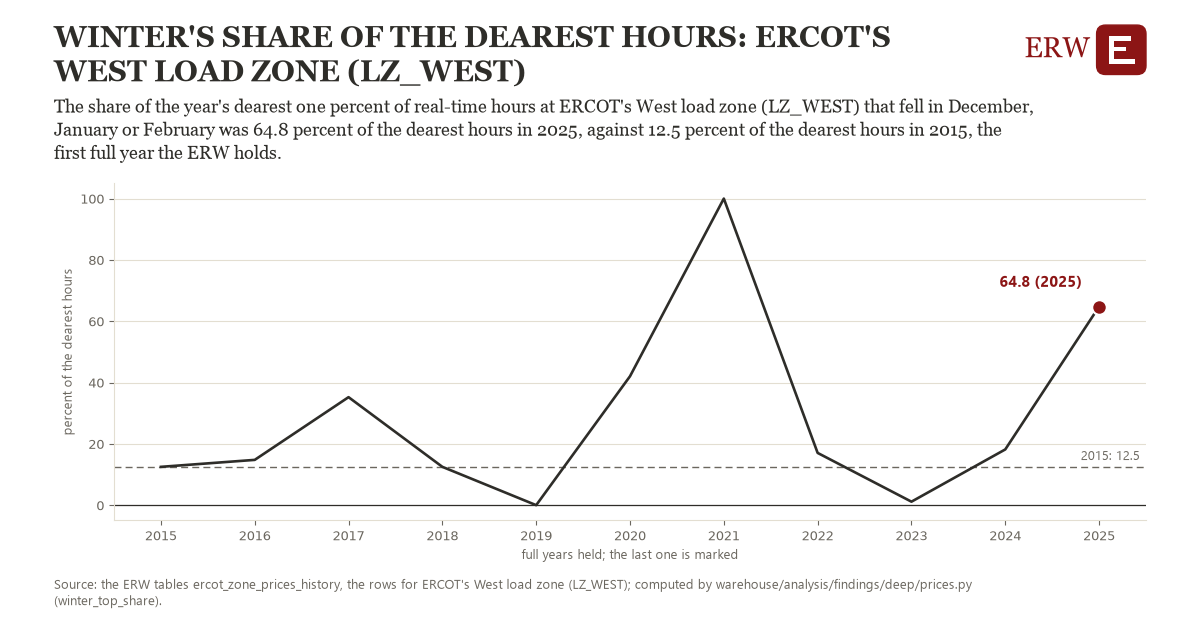 WINTER'S SHARE OF THE DEAREST HOURS: ERCOT'S
WEST LOAD ZONE (LZ_WEST)
ERW E
The share of the year's dearest one percent of real-time hours at ERCOT's West load zone (LZ_WEST) that fell in December,
January or February was 64.8 percent of the dearest hours in 2025, against 12.5 percent of the dearest hours in 2015, the
first full year the ERW holds.
percent of the dearest hours
100
80
60
40
20
0
64.8 (2025)
2015: 12.5
2015 2016 2017 2018 2019 2020 2021 2022 2023 2024 2025
full years held; the last one is marked
Source: the ERW tables ercot_zone_prices_history, the rows for ERCOT's West load zone (LZ_WEST); computed by warehouse/analysis/findings/deep/prices.py
(winter_top_share).